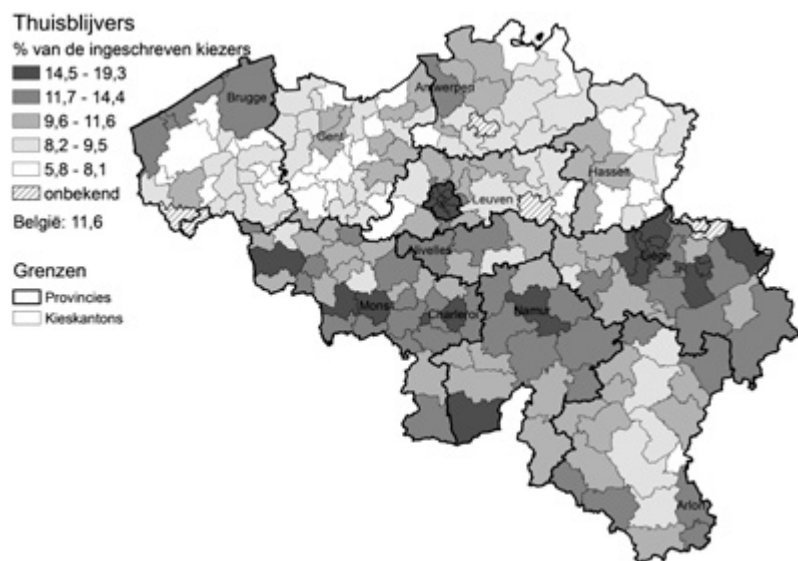 Thuisblijvers
% van de ingeschreven kiezers
14,5 - 19,3
11,7 - 14,4
9,6 - 11,6
8,2 - 9,5
5,8 - 8,1
onbekend
België: 11,6
Grenzen
Provincies
Kieskantons
Brugge
Antwerpen
Gent
Hasselt
Leuven
Nivelles
Liège
Mons
Charleroi
Namur
Arlon